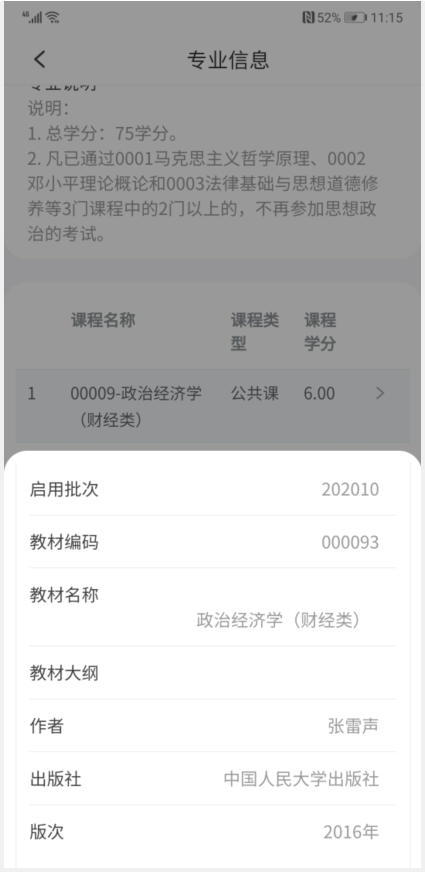 4G 52% 11:15
专业信息
专业说明
说明：
1. 总学分：75学分。
2. 凡已通过0001马克思主义哲学原理、0002
邓小平理论概论和0003法律基础与思想道德修
养等3门课程中的2门以上的，不再参加思想政
治的考试。
课程名称 课程类 课程
型 学分
1 00009-政治经济学 公共课 6.00
（财经类）
启用批次 202010
教材编码 000093
教材名称
政治经济学（财经类）
教材大纲
作者 张雷声
出版社 中国人民大学出版社
版次 2016年